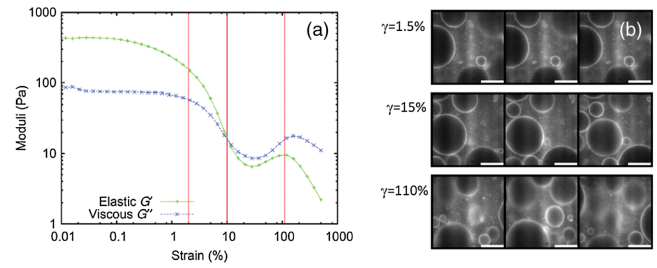 (a)
1000
100
10
1
Moduli (Pa)
Elastic G′
Viscous G″
0.01
0.1
1
10
100
500
Strain (%)
(b)
γ=1.5%
γ=15%
γ=110%